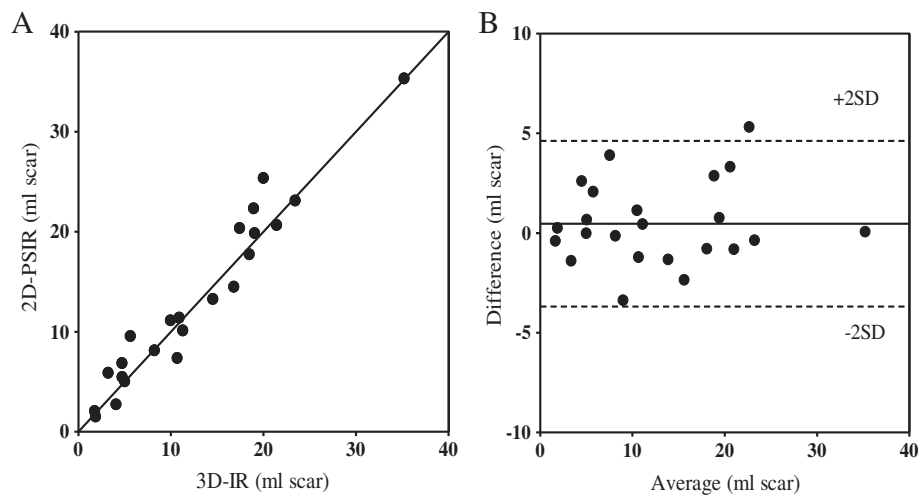 A
40
30
20
10
0
0 10 20 30 40
2D-PSIR (ml scar)
3D-IR (ml scar)
B
10
5
0
-5
-10
0 10 20 30 40
Difference (ml scar)
Average (ml scar)
+2SD
-2SD